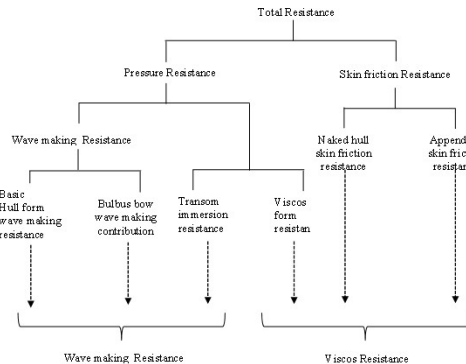 Total Resistance
Pressure Resistance
Skin friction Resistance
Wave making Resistance
Naked hull
skin friction
resistance
Append
skin fric
resistan
Basic
Hull form
wave making
resistance
Bulbus bow
wave making
contribution
Transom
immersion
resistance
Viscos
form
resistan
Wave making Resistance
Viscos Resistance